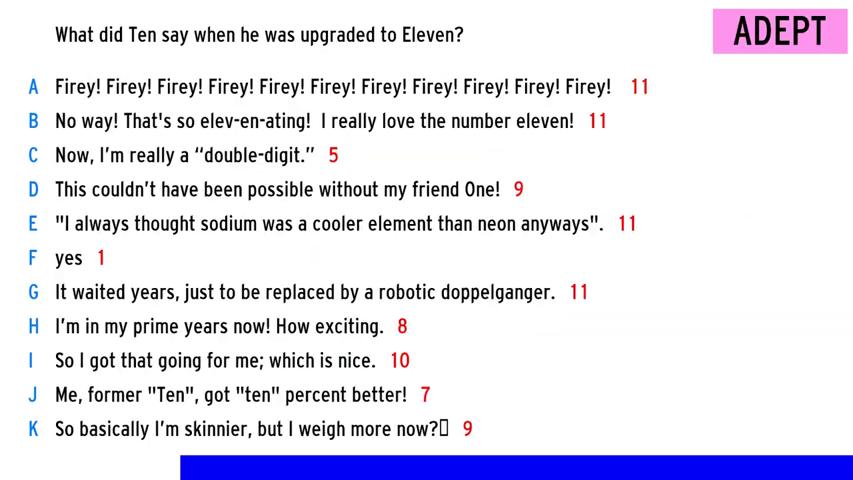 What did Ten say when he was upgraded to Eleven?
ADEPT
A Firey! Firey! Firey! Firey! Firey! Firey! Firey! Firey! Firey! Firey! Firey! 11
B No way! That's so elev-en-ating! I really love the number eleven! 11
C Now, I'm really a “double-digit.” 5
D This couldn't have been possible without my friend One! 9
E "I always thought sodium was a cooler element than neon anyways". 11
F yes 1
G It waited years, just to be replaced by a robotic doppelganger. 11
H I'm in my prime years now! How exciting. 8
I So I got that going for me; which is nice. 10
J Me, former "Ten", got "ten" percent better! 7
K So basically I'm skinnier, but I weigh more now?▯ 9